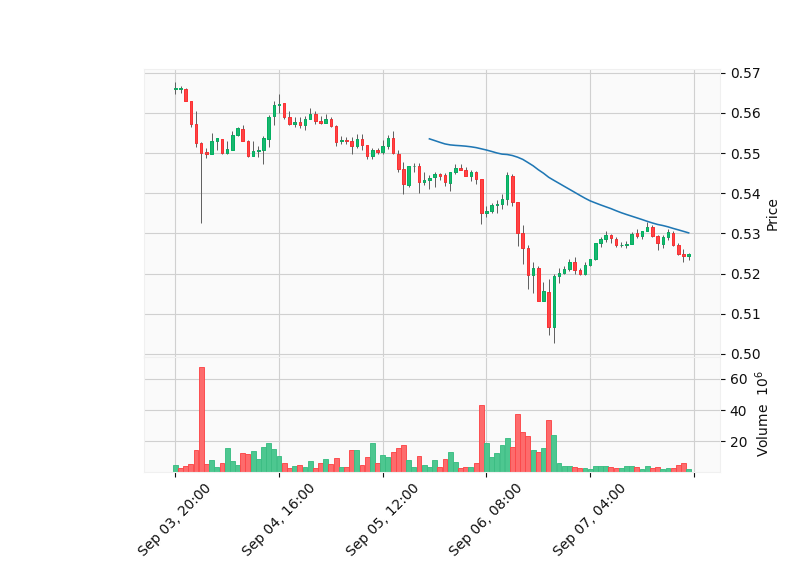 0.57
0.56
0.55
0.54
0.53
0.52
0.51
0.50
Price
60
40
20
Volume 10^6
Sep 03, 20:00
Sep 04, 16:00
Sep 05, 12:00
Sep 06, 08:00
Sep 07, 04:00